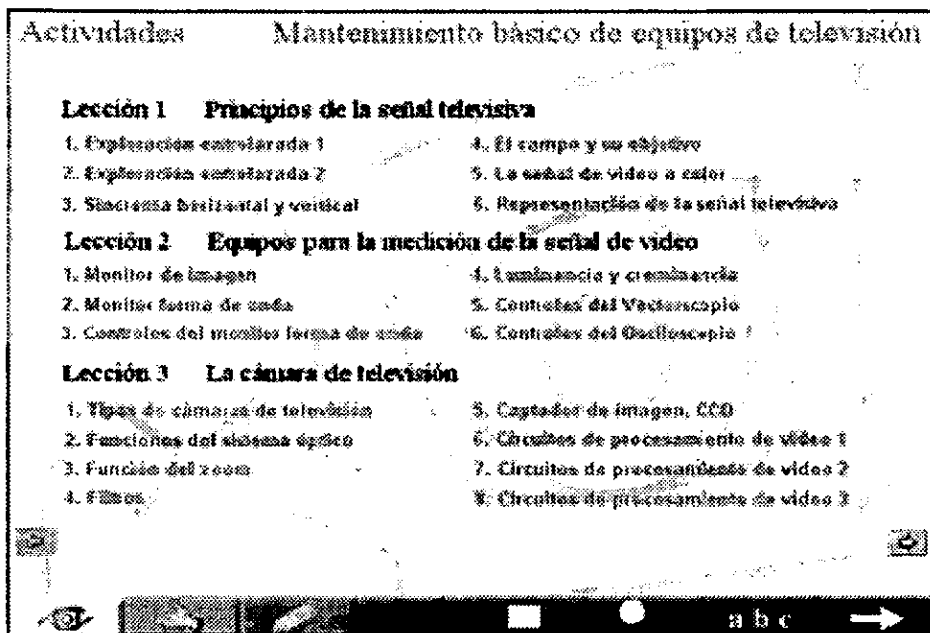 Actividades Mantenimiento básico de equipos de televisión
Lección 1 Principios de la señal televisiva
1. Exploración entrelazada 1
2. Exploración entrelazada 2
3. Sincronía horizontal y vertical
4. El campo y su objetivo
5. La señal de video a color
6. Representación de la señal televisiva
Lección 2 Equipos para la medición de la señal de video
1. Monitor de imagen
2. Monitor forma de onda
3. Controles del monitor forma de onda
4. Luminancia y crominancia
5. Controles del Vectorscopio
6. Controles del Osciloscopio
Lección 3 La cámara de televisión
1. Tipos de cámaras de televisión
2. Funciones del sistema óptico
3. Función del zoom
4. Filtros
5. Captador de imagen, CCD
6. Circuitos de procesamiento de video 1
7. Circuitos de procesamiento de video 2
8. Circuitos de procesamiento de video 3
a b c